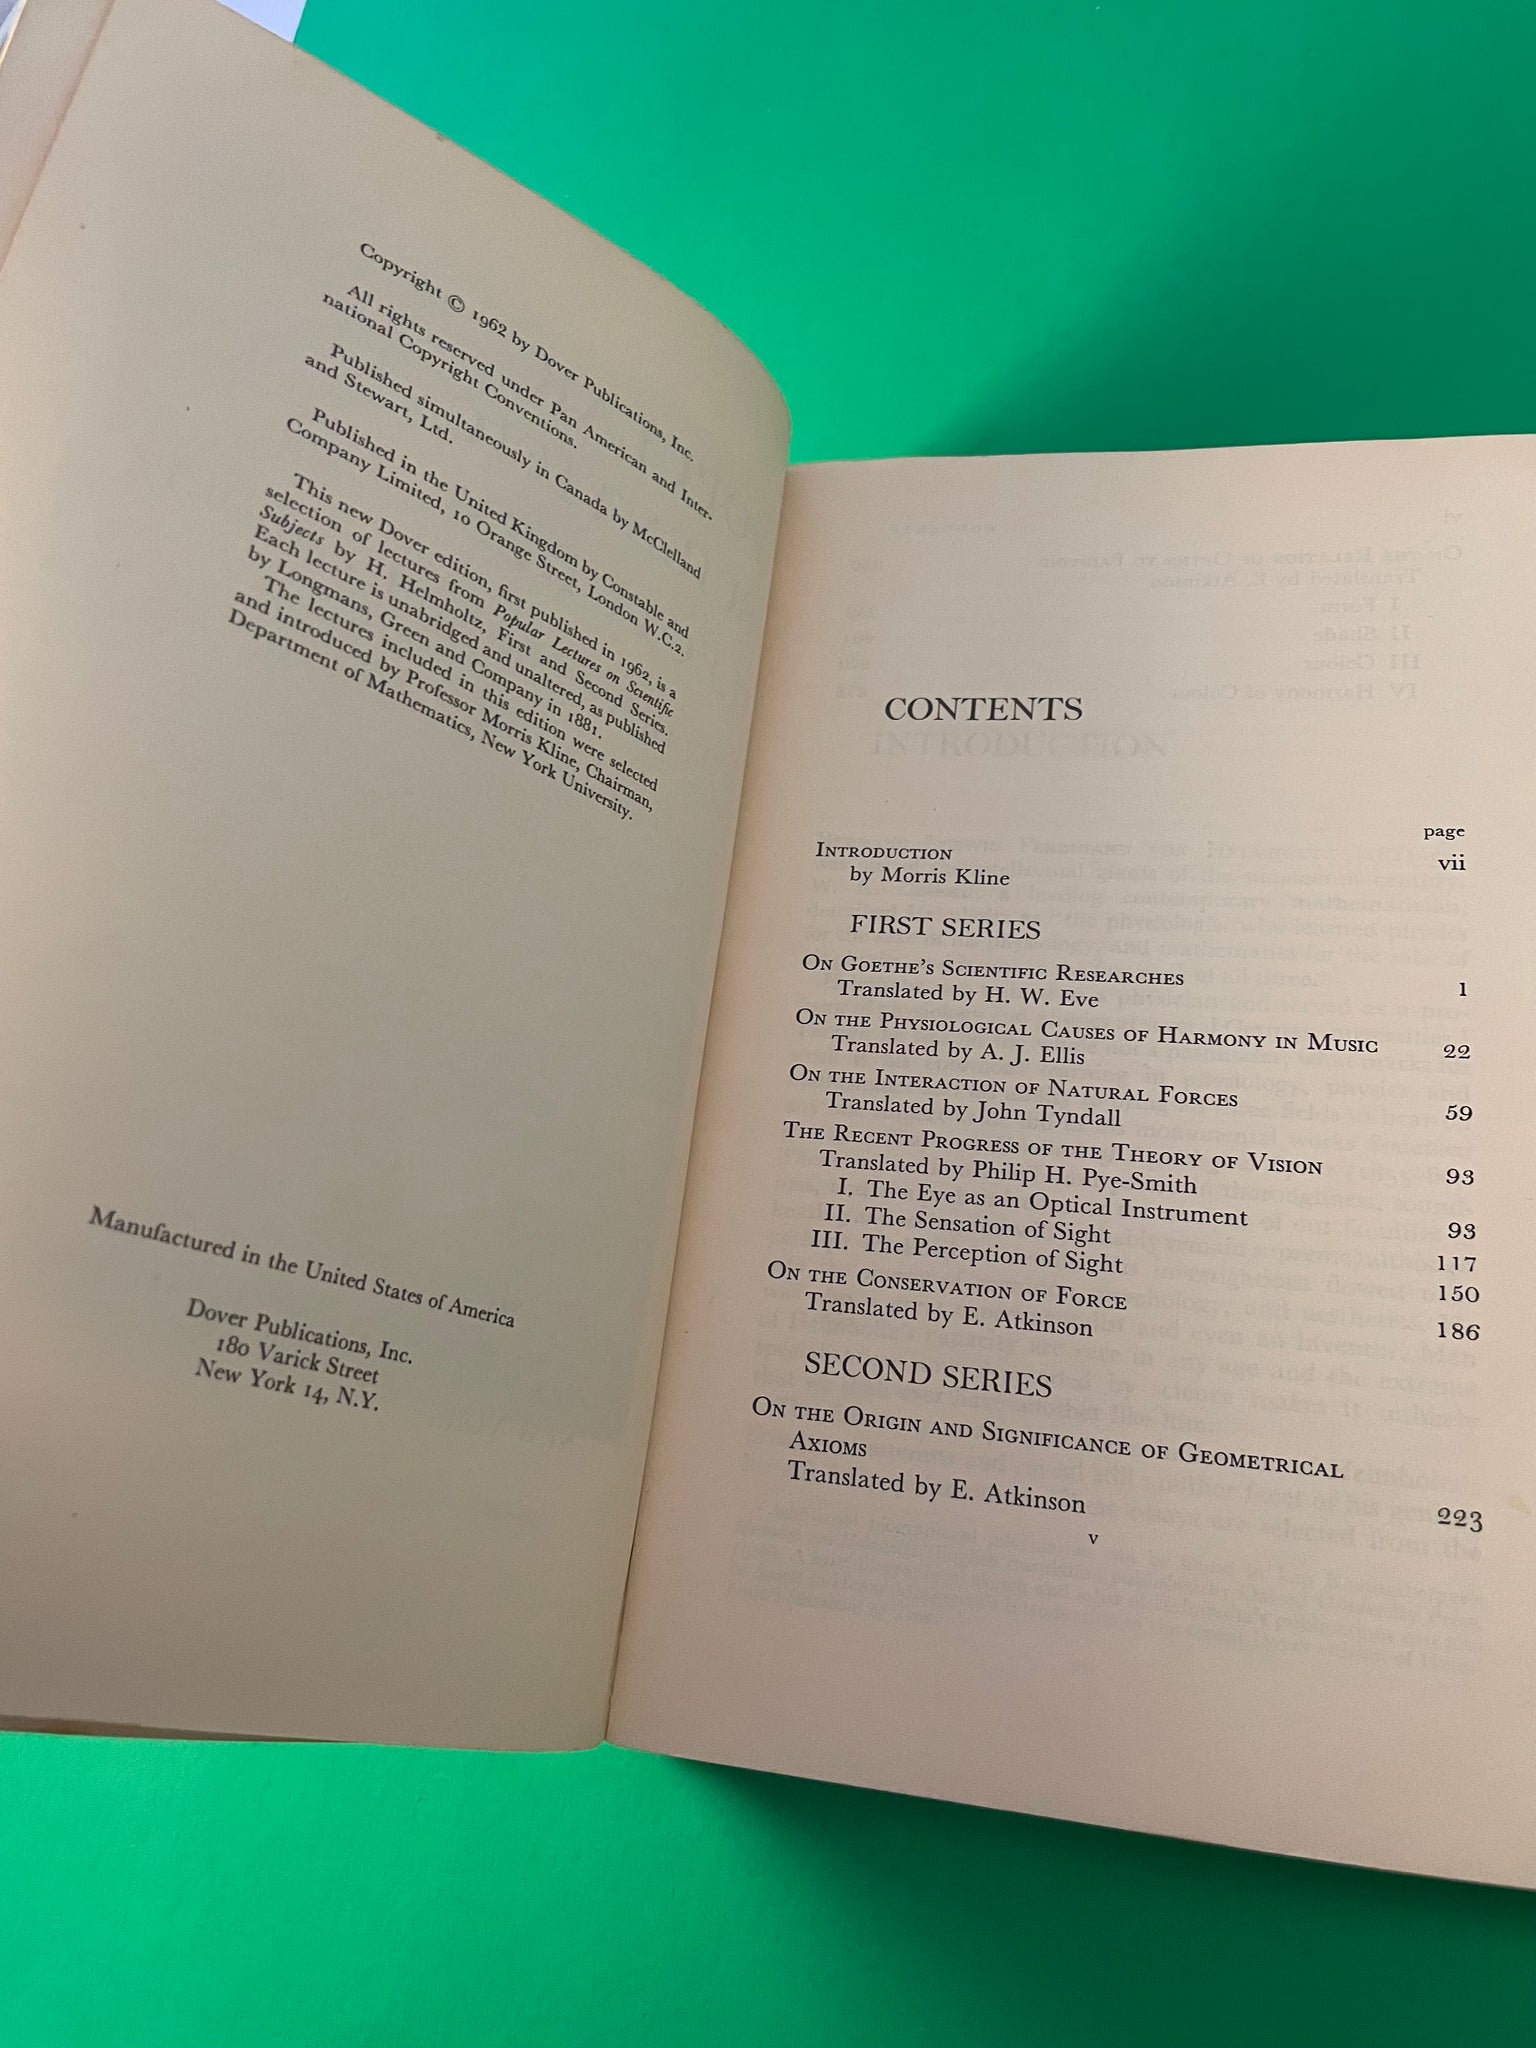 Copyright © 1962 by Dover Publications, Inc.
All rights reserved under Pan American and Inter-
national Copyright Conventions.
Published simultaneously in Canada by McClelland
and Stewart, Ltd.
Published in the United Kingdom by Constable and
Company Limited, 10 Orange Street, London W.C.2.
This new Dover edition, first published in 1962, is a
selection of lectures from Popular Lectures on Scientific
Subjects by H. Helmholtz, First and Second Series.
Each lecture is unabridged and unaltered, as published
by Longmans, Green and Company in 1881.
The lectures included in this edition were selected
and introduced by Professor Morris Kline, Chairman,
Department of Mathematics, New York University.
Manufactured in the United States of America
Dover Publications, Inc.
180 Varick Street
New York 14, N.Y.
CONTENTS
page
INTRODUCTION vii
by Morris Kline
FIRST SERIES
ON GOETHE'S SCIENTIFIC RESEARCHES 1
Translated by H. W. Eve
ON THE PHYSIOLOGICAL CAUSES OF HARMONY IN MUSIC 22
Translated by A. J. Ellis
ON THE INTERACTION OF NATURAL FORCES 59
Translated by John Tyndall
THE RECENT PROGRESS OF THE THEORY OF VISION 93
Translated by Philip H. Pye-Smith
I. The Eye as an Optical Instrument 93
II. The Sensation of Sight 117
III. The Perception of Sight 150
ON THE CONSERVATION OF FORCE 186
Translated by E. Atkinson
SECOND SERIES
ON THE ORIGIN AND SIGNIFICANCE OF GEOMETRICAL
AXIOMS 223
Translated by E. Atkinson
v